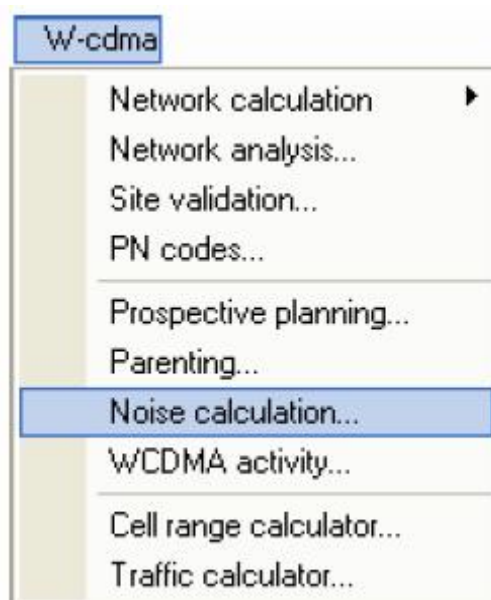 W-cdma
Network calculation
Network analysis...
Site validation...
PN codes...
Prospective planning...
Parenting...
Noise calculation...
WCDMA activity...
Cell range calculator...
Traffic calculator...